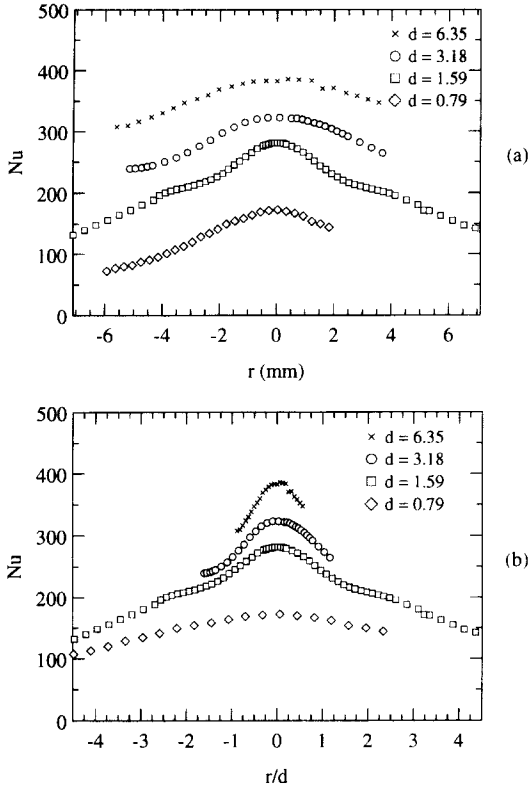 500
× d = 6.35
○ d = 3.18
□ d = 1.59
◇ d = 0.79
400
300
200
100
0
Nu
(a)
-6 -4 -2 0 2 4 6
r (mm)
500
× d = 6.35
○ d = 3.18
□ d = 1.59
◇ d = 0.79
400
300
200
100
0
Nu
(b)
-4 -3 -2 -1 0 1 2 3 4
r/d